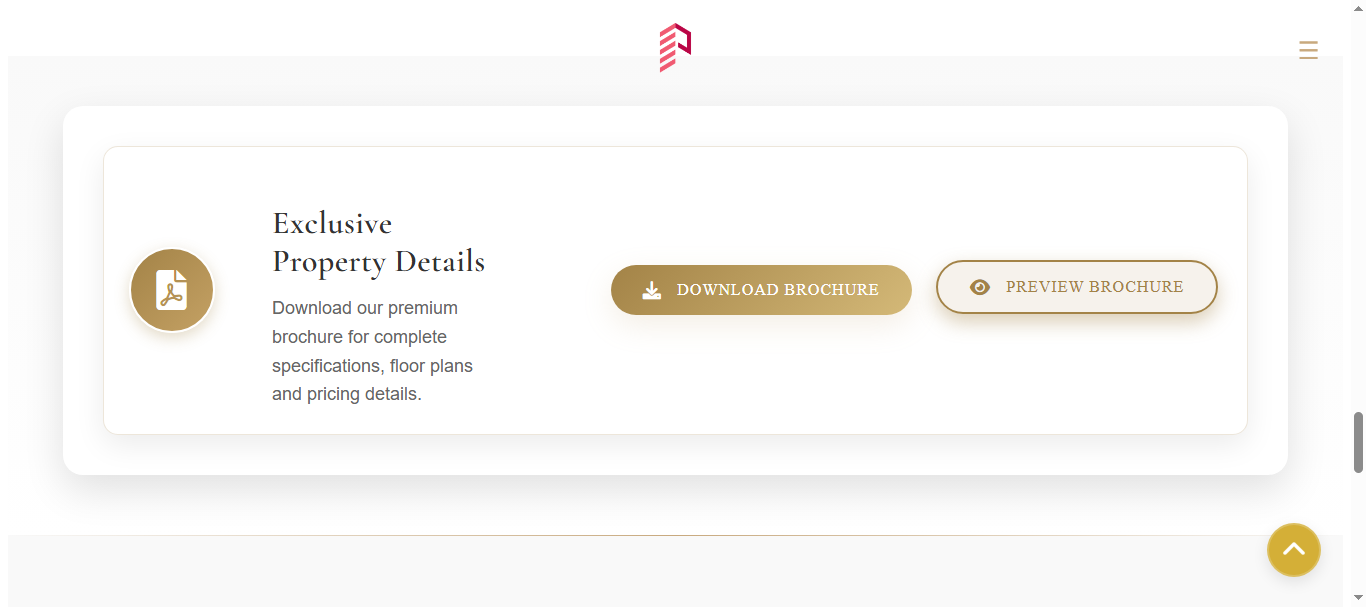 Exclusive
Property Details
Download our premium
brochure for complete
specifications, floor plans
and pricing details.
DOWNLOAD BROCHURE
PREVIEW BROCHURE